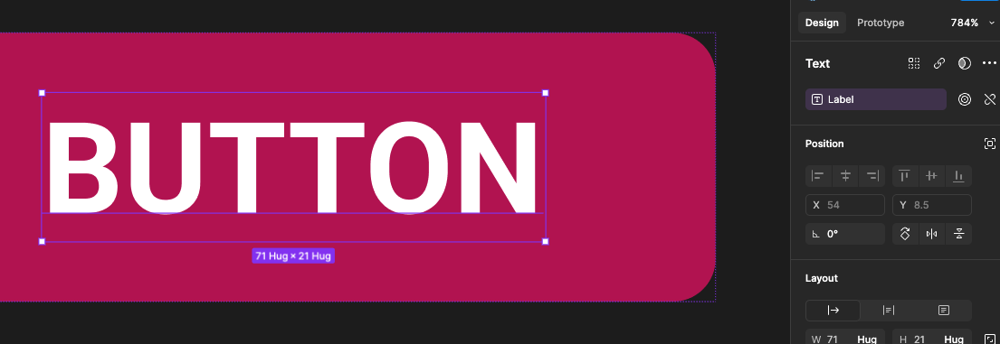 Design Prototype 784%
Text
Label
BUTTON
71 Hug × 21 Hug
Position
X 54 Y 8.5
0°
Layout
W 71 Hug H 21 Hug